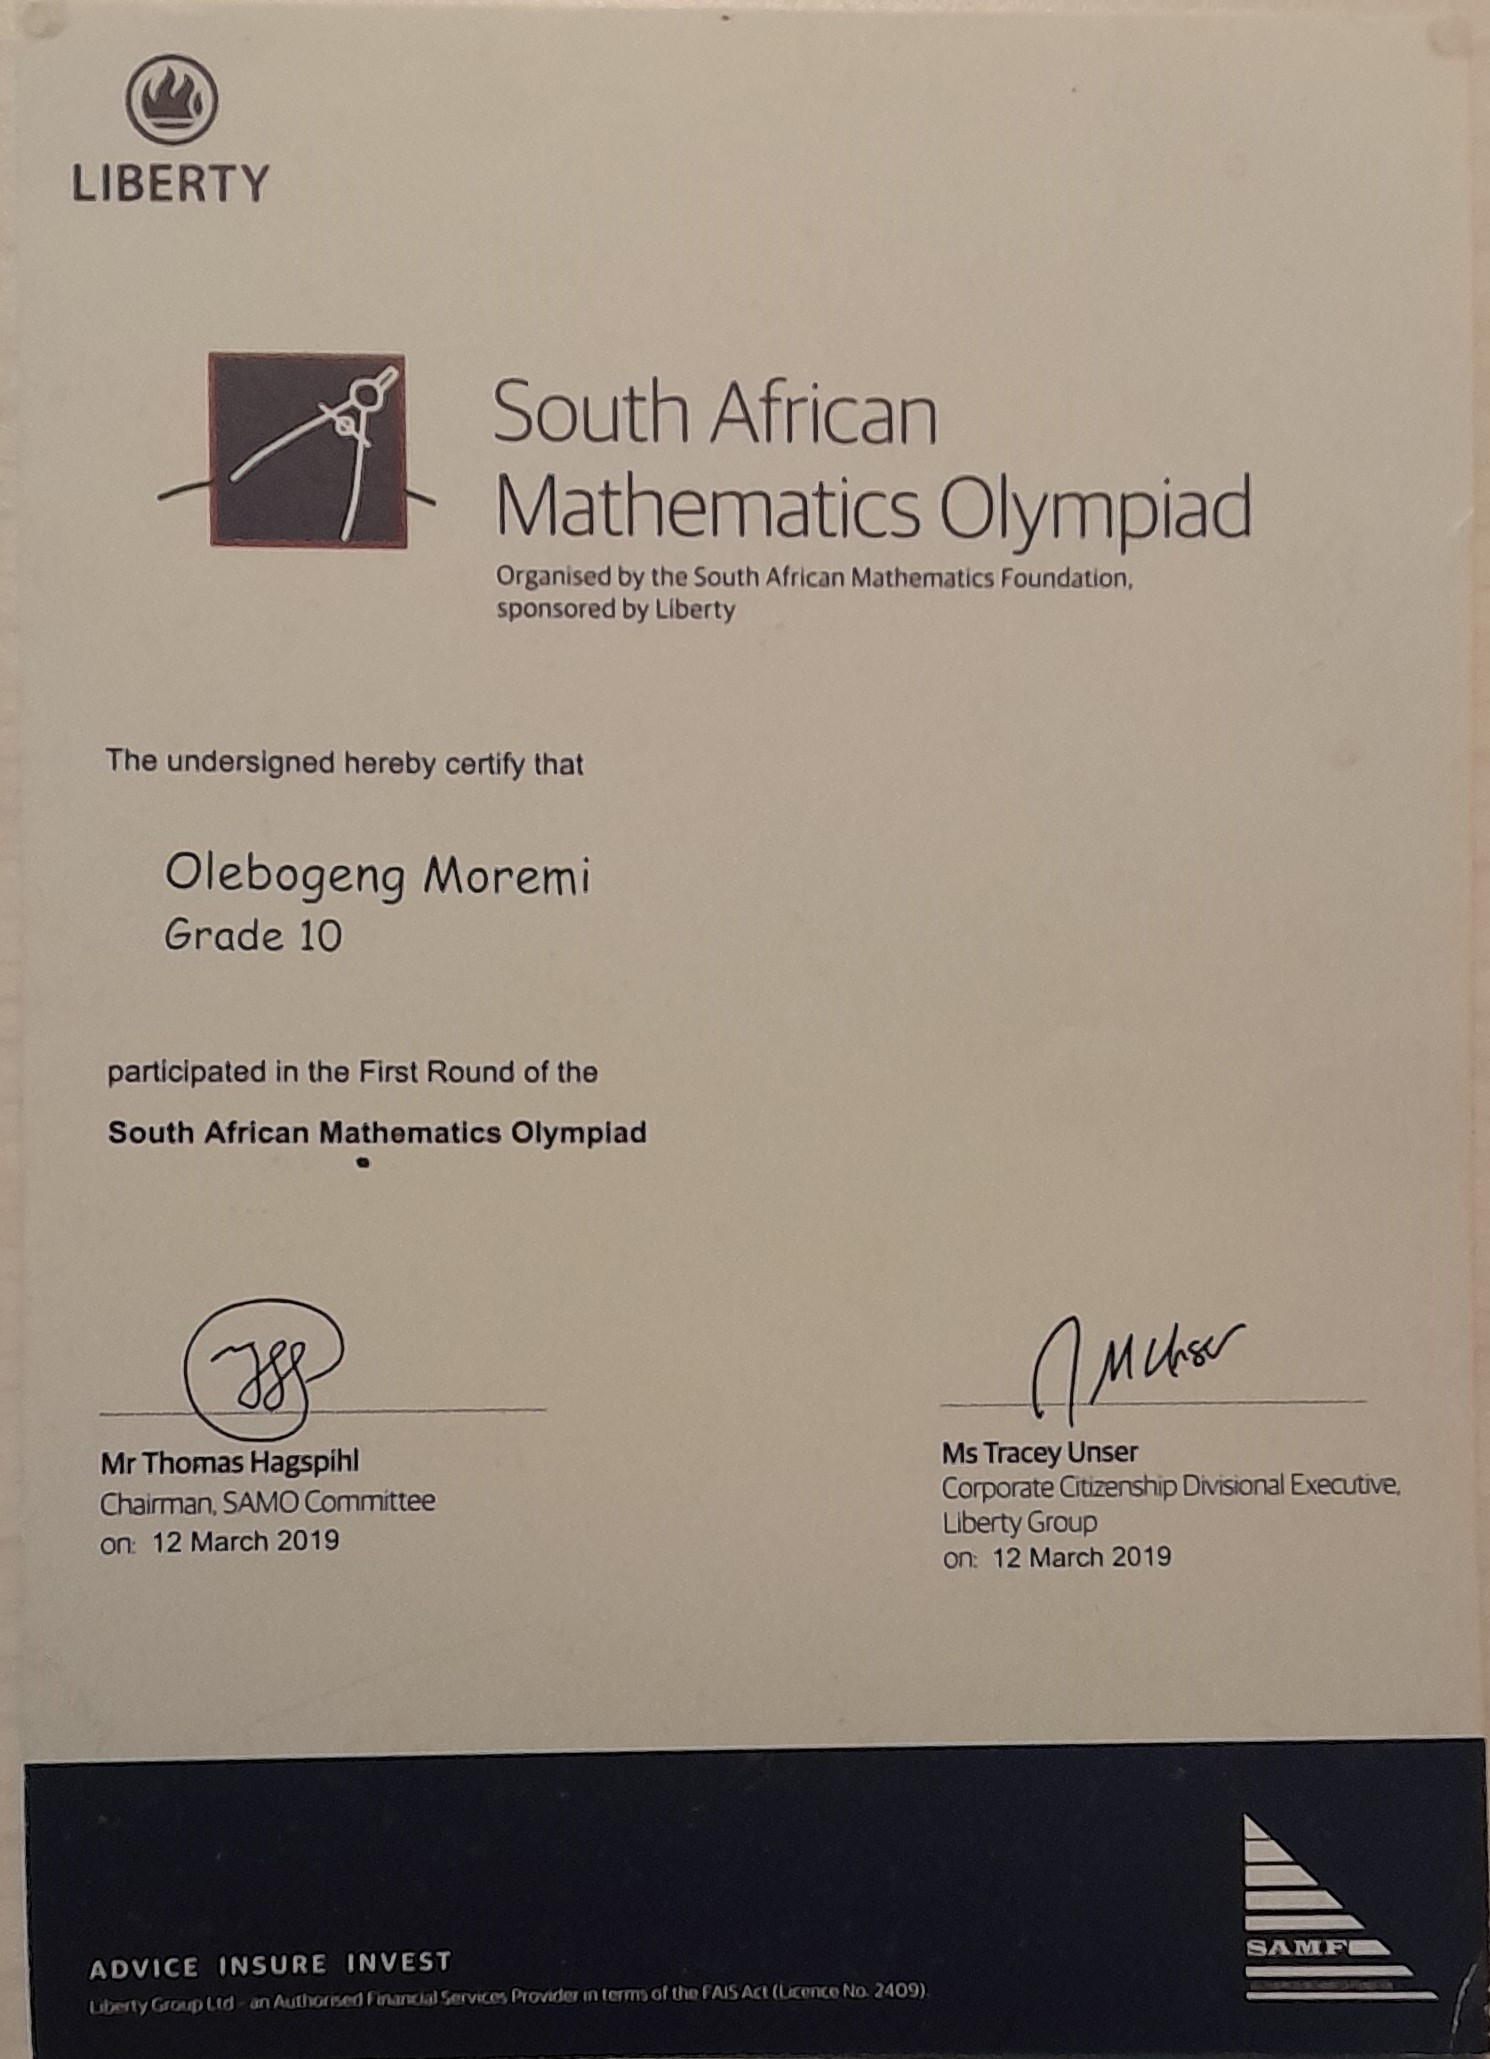 LIBERTY
South African
Mathematics Olympiad
Organised by the South African Mathematics Foundation,
sponsored by Liberty
The undersigned hereby certify that
Olebogeng Moremi
Grade 10
participated in the First Round of the
South African Mathematics Olympiad
M Unser
Mr Thomas Hagspihl
Chairman, SAMO Committee
on: 12 March 2019
Ms Tracey Unser
Corporate Citizenship Divisional Executive,
Liberty Group
on: 12 March 2019
SAMF
ADVICE INSURE INVEST
Liberty Group Ltd - an Authorised Financial Services Provider in terms of the FAIS Act (Licence No. 2409).